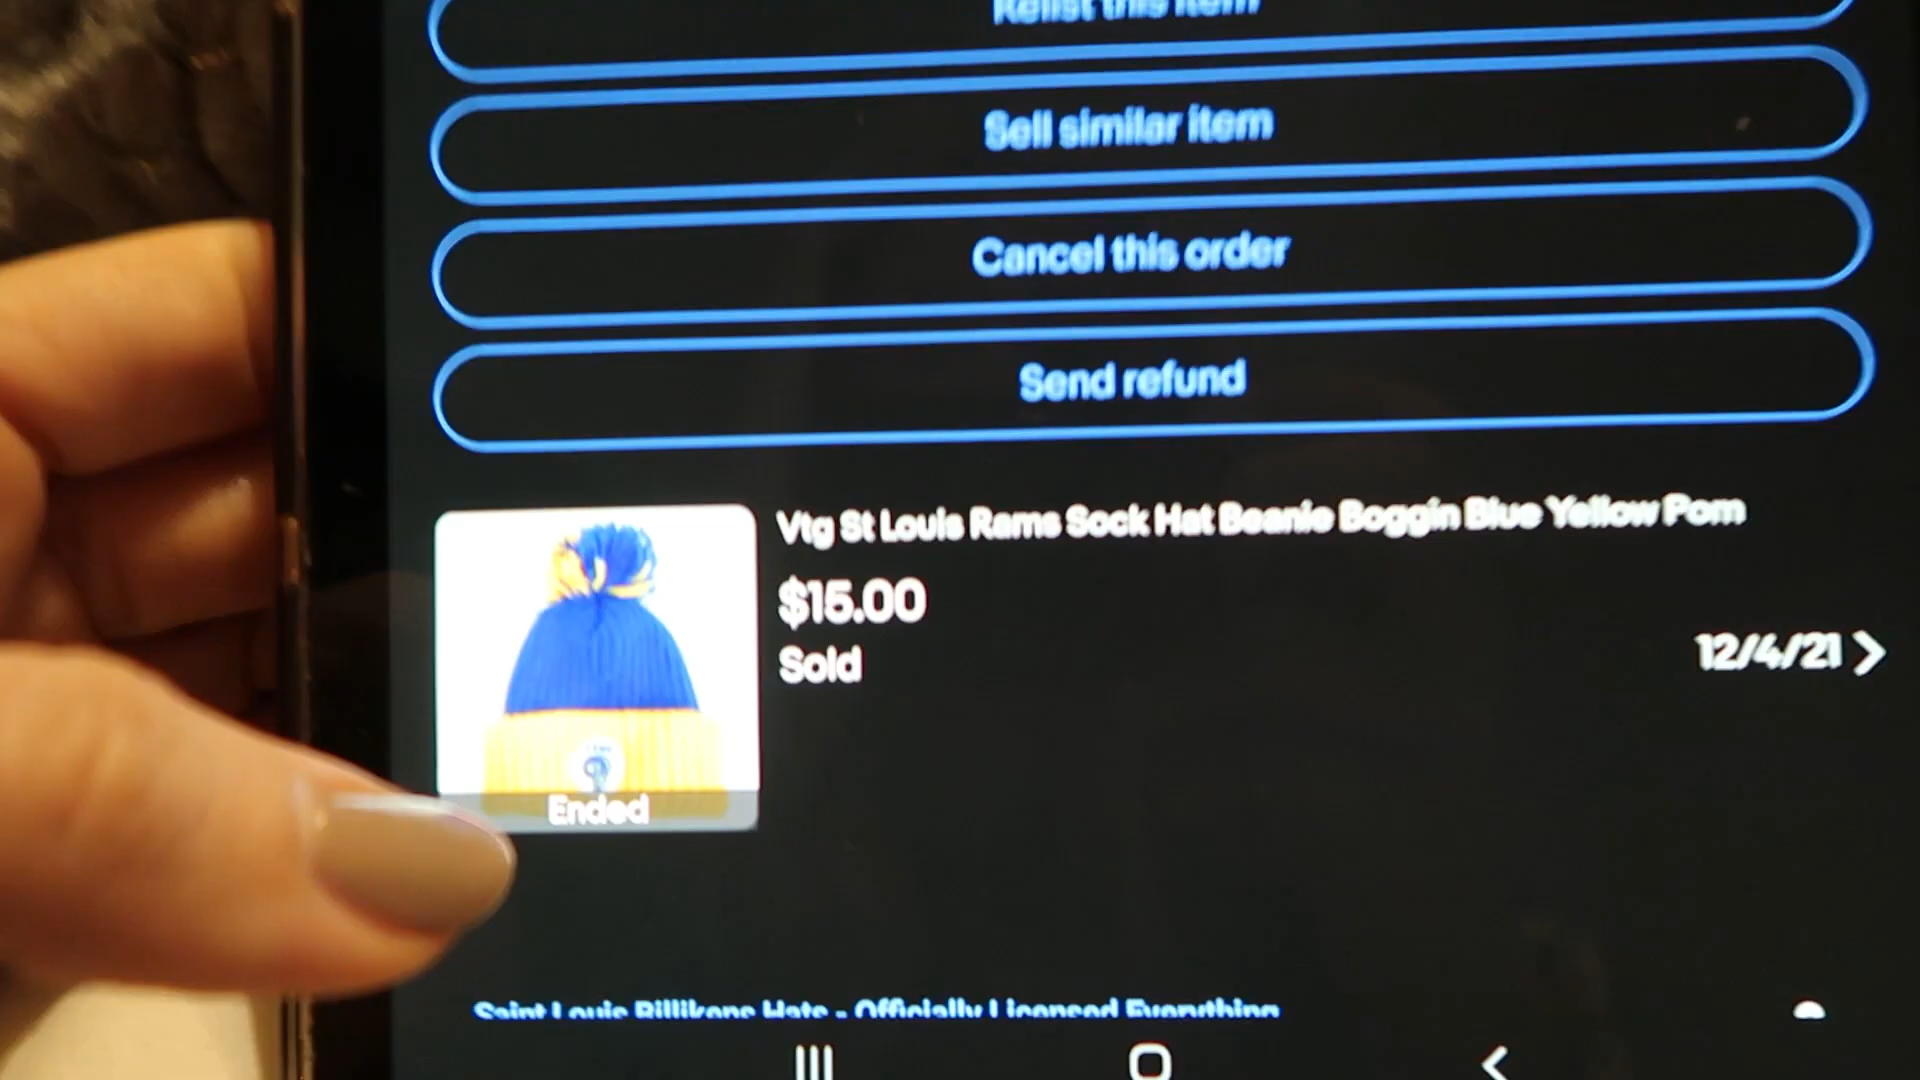 Relist this item
Sell similar item
Cancel this order
Send refund
Vtg St Louis Rams Sock Hat Beanie Boggin Blue Yellow Pom
$15.00
Sold
12/4/21
Ended
Saint Louis Billikens Hats - Officially Licensed Everything